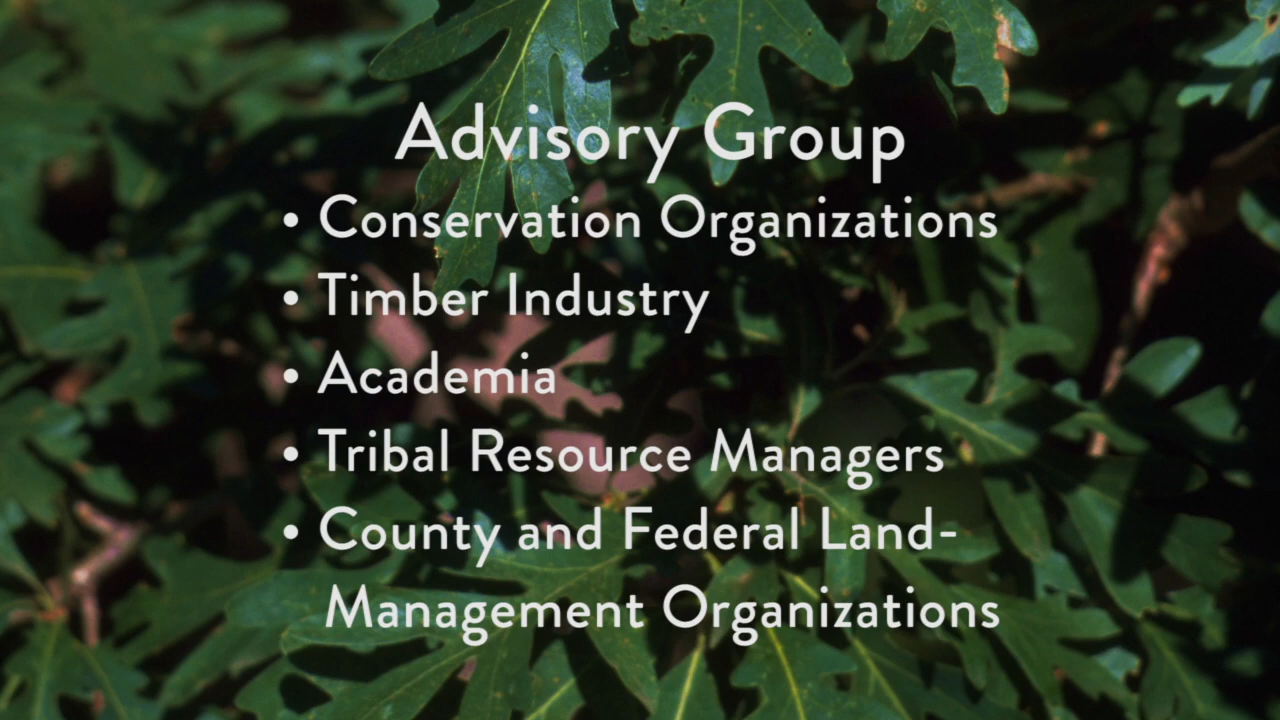 Advisory Group
• Conservation Organizations
• Timber Industry
• Academia
• Tribal Resource Managers
• County and Federal Land-
Management Organizations